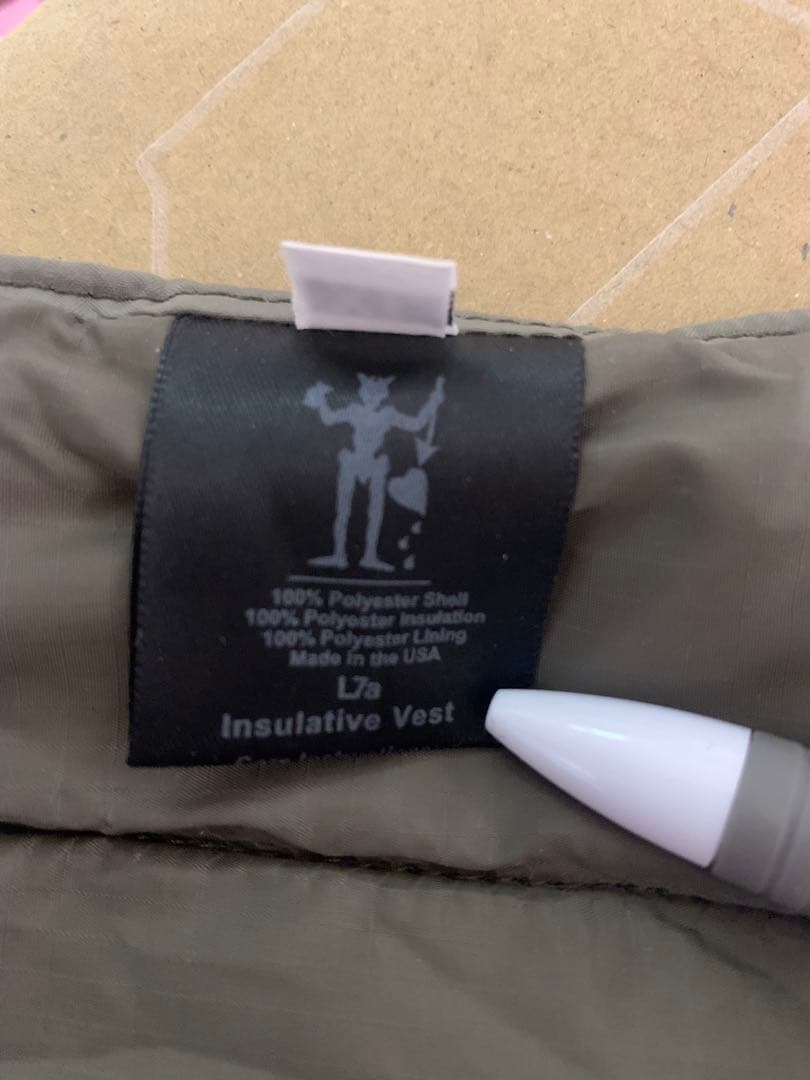 100% Polyester Shell
100% Polyester Insulation
100% Polyester Lining
Made in the USA
L7a
Insulative Vest